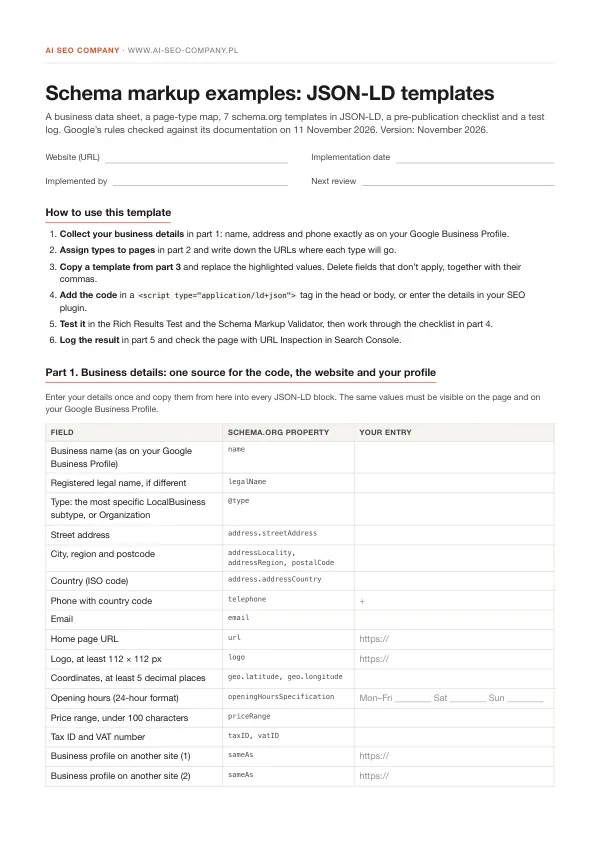 AI SEO COMPANY · WWW.AI-SEO-COMPANY.PL
Schema markup examples: JSON-LD templates
A business data sheet, a page-type map, 7 schema.org templates in JSON-LD, a pre-publication checklist and a test
log. Google's rules checked against its documentation on 11 November 2026. Version: November 2026.
Website (URL) Implementation date
Implemented by Next review
How to use this template
1. Collect your business details in part 1: name, address and phone exactly as on your Google Business Profile.
2. Assign types to pages in part 2 and write down the URLs where each type will go.
3. Copy a template from part 3 and replace the highlighted values. Delete fields that don't apply, together with their
commas.
4. Add the code in a <script type="application/ld+json"> tag in the head or body, or enter the details in your SEO
plugin.
5. Test it in the Rich Results Test and the Schema Markup Validator, then work through the checklist in part 4.
6. Log the result in part 5 and check the page with URL Inspection in Search Console.
Part 1. Business details: one source for the code, the website and your profile
Enter your details once and copy them from here into every JSON-LD block. The same values must be visible on the page and on
your Google Business Profile.
FIELD SCHEMA.ORG PROPERTY YOUR ENTRY
Business name (as on your Google name
Business Profile)
Registered legal name, if different legalName
Type: the most specific LocalBusiness @type
subtype, or Organization
Street address address.streetAddress
City, region and postcode addressLocality,
addressRegion, postalCode
Country (ISO code) address.addressCountry
Phone with country code telephone +
Email email
Home page URL url https://
Logo, at least 112 × 112 px logo https://
Coordinates, at least 5 decimal places geo.latitude, geo.longitude
Opening hours (24-hour format) openingHoursSpecification Mon–Fri ________ Sat ________ Sun ________
Price range, under 100 characters priceRange
Tax ID and VAT number taxID, vatID
Business profile on another site (1) sameAs https://
Business profile on another site (2) sameAs https://